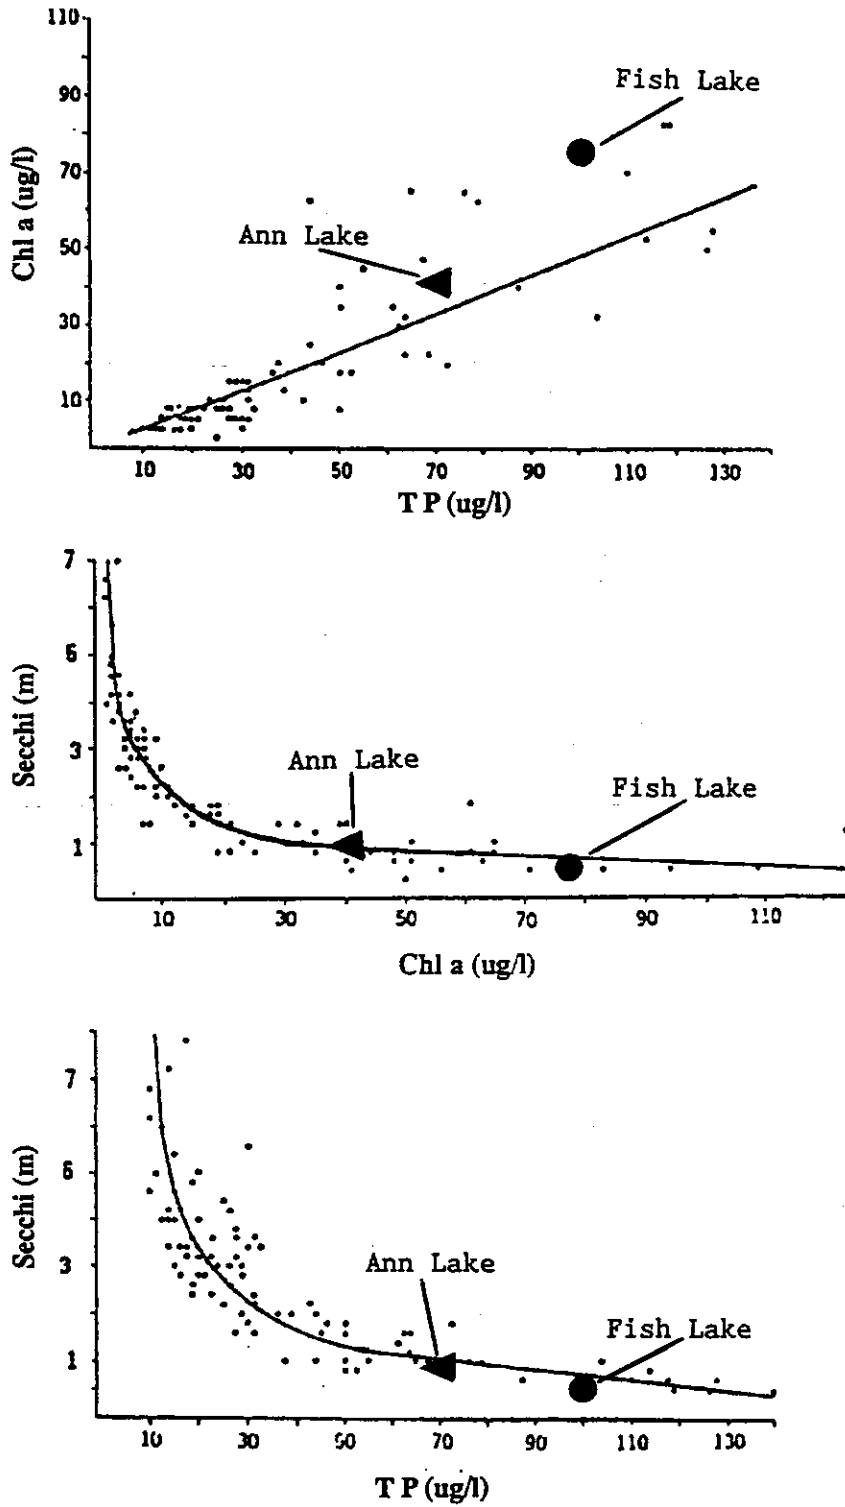 110
90
70
50
30
10
Chl a (ug/l)
Fish Lake
Ann Lake
10 30 50 70 90 110 130
T P (ug/l)
7
5
3
1
Secchi (m)
Ann Lake
Fish Lake
10 30 50 70 90 110
Chl a (ug/l)
7
5
3
1
Secchi (m)
Ann Lake
Fish Lake
10 30 50 70 90 110 130
T P (ug/l)